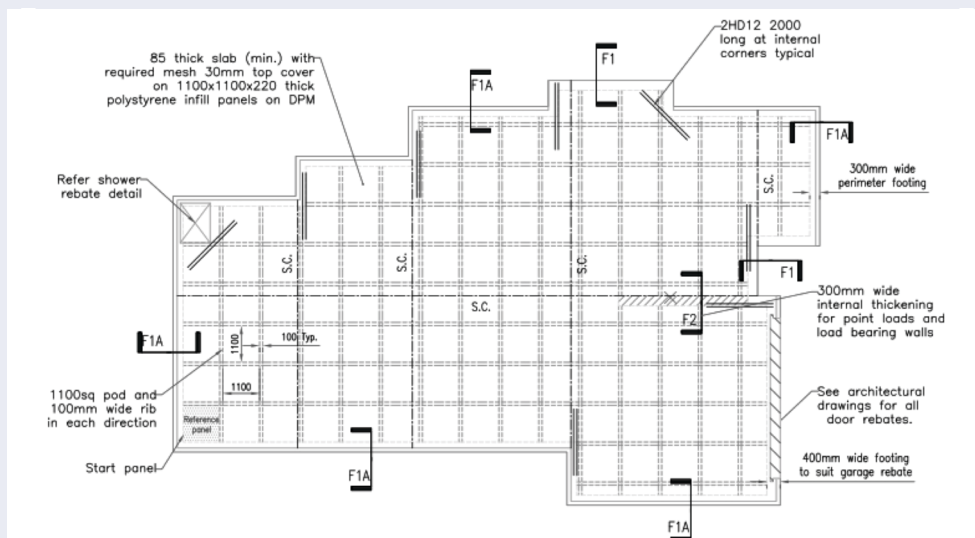 85 thick slab (min.) with
required mesh 30mm top cover
on 1100x1100x220 thick
polystyrene infill panels on DPM
2HD12 2000
long at internal
corners typical
F1
F1A
F1A
Refer shower
rebate detail
300mm wide
perimeter footing
S.C.
S.C.
S.C.
S.C.
F1
S.C.
300mm wide
internal thickening
for point loads and
load bearing walls
F2
F1A
100 Typ.
1100
1100
1100sq pod and
100mm wide rib
in each direction
See architectural
drawings for all
door rebates.
Reference
panel
Start panel
400mm wide footing
to suit garage rebate
F1A
F1A